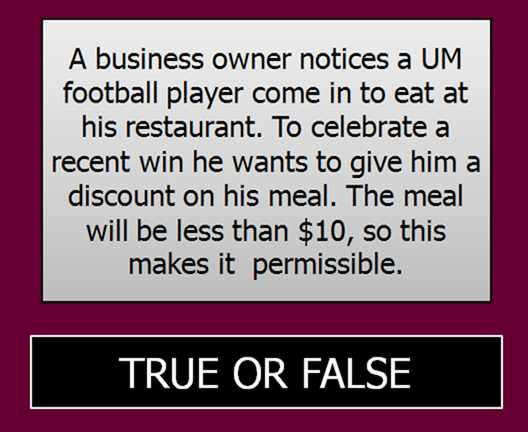 A business owner notices a UM
football player come in to eat at
his restaurant. To celebrate a
recent win he wants to give him a
discount on his meal. The meal
will be less than $10, so this
makes it  permissible.
TRUE OR FALSE